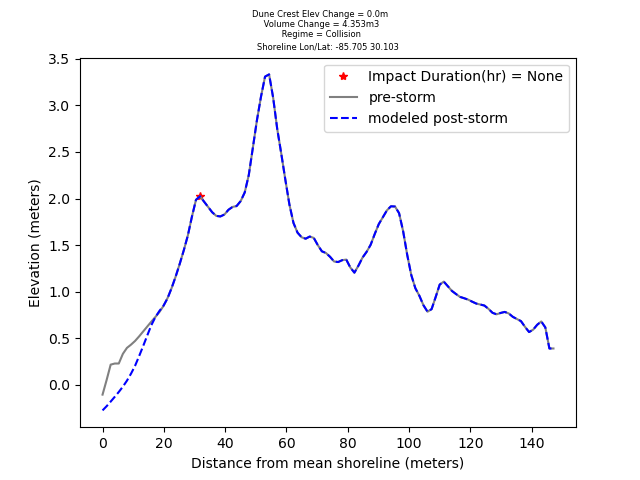 Dune Crest Elev Change = 0.0m
Volume Change = 4.353m3
Regime = Collision
Shoreline Lon/Lat: -85.705 30.103
Impact Duration(hr) = None
pre-storm
modeled post-storm
3.5
3.0
2.5
2.0
1.5
1.0
0.5
0.0
Elevation (meters)
0 20 40 60 80 100 120 140
Distance from mean shoreline (meters)